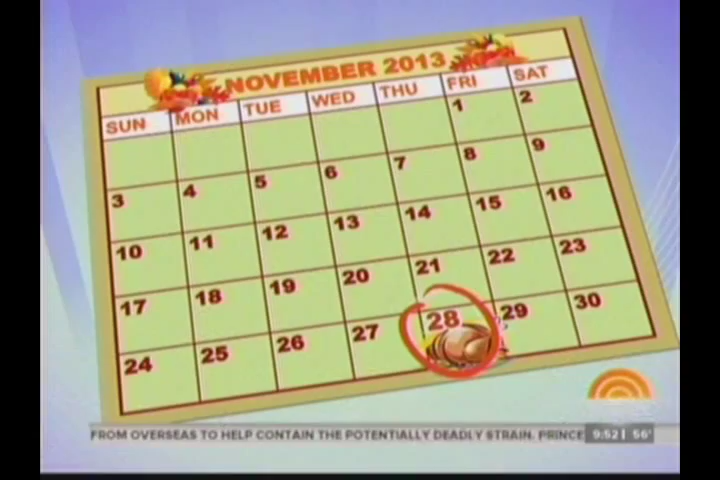 NOVEMBER 2013
SUN MON TUE WED THU FRI SAT
1 2
3 4 5 6 7 8 9
10 11 12 13 14 15 16
17 18 19 20 21 22 23
24 25 26 27 28 29 30
FROM OVERSEAS TO HELP CONTAIN THE POTENTIALLY DEADLY STRAIN. PRINCE 9:52 56°